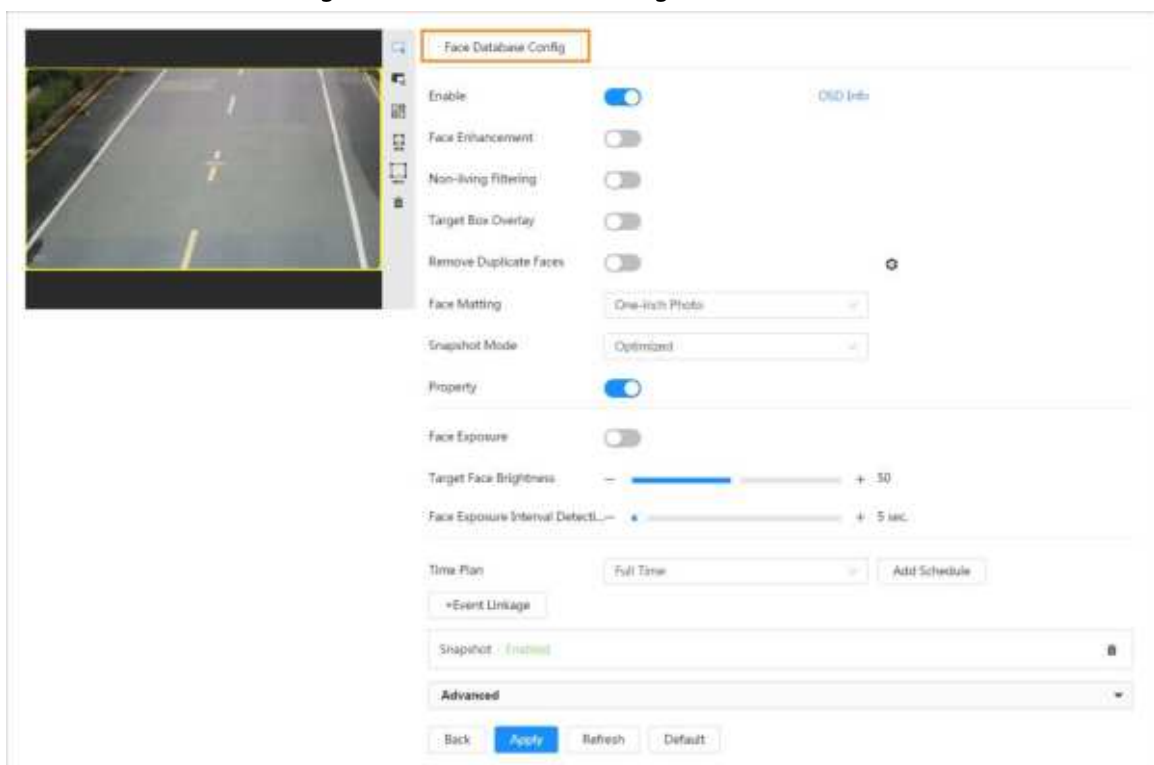 Face Database Config
Enable OSD Info
Face Enhancement
Non-living Filtering
Target Box Overlay
Remove Duplicate Faces
Face Matting One-inch Photo
Snapshot Mode Optimized
Property
Face Exposure
Target Face Brightness − + 50
Face Exposure Interval Detecti... − + 5 sec.
Time Plan Full Time Add Schedule
+Event Linkage
Snapshot Enabled
Advanced
Back Apply Refresh Default